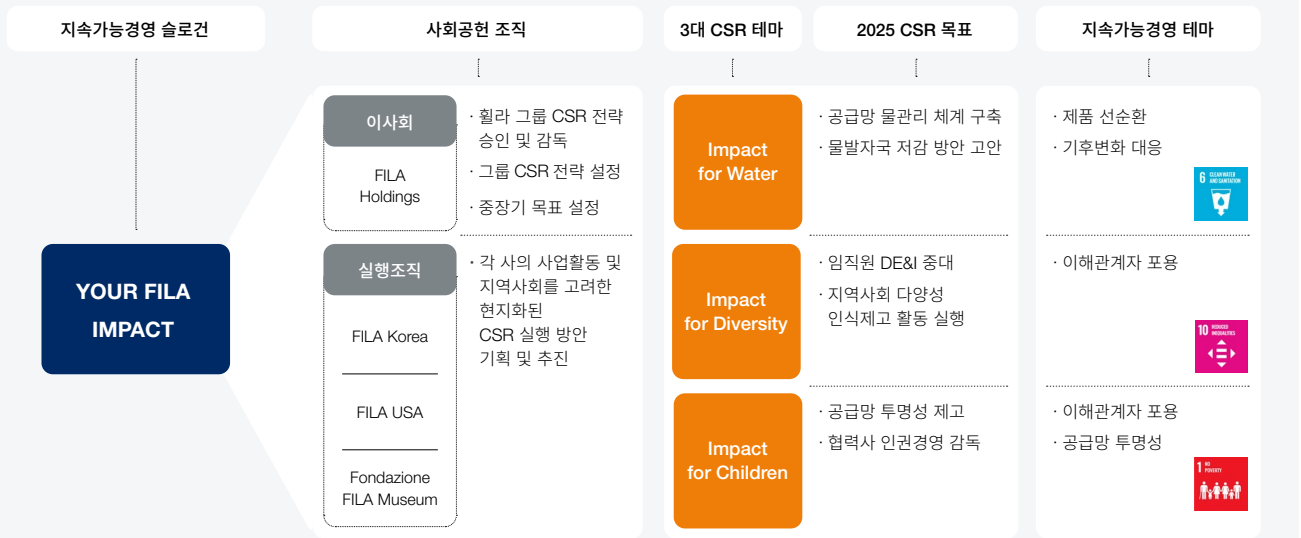 지속가능경영 슬로건
사회공헌 조직
3대 CSR 테마
2025 CSR 목표
지속가능경영 테마
YOUR FILA
IMPACT
이사회
FILA
Holdings
· 휠라 그룹 CSR 전략
승인 및 감독
· 그룹 CSR 전략 설정
· 중장기 목표 설정
실행조직
FILA Korea
FILA USA
Fondazione
FILA Museum
· 각 사의 사업활동 및
지역사회를 고려한
현지화된
CSR 실행 방안
기획 및 추진
Impact
for Water
· 공급망 물관리 체계 구축
· 물발자국 저감 방안 고안
· 제품 선순환
· 기후변화 대응
6 CLEAN WATER
AND SANITATION
Impact
for Diversity
· 임직원 DE&I 중대
· 지역사회 다양성
인식제고 활동 실행
· 이해관계자 포용
10 REDUCED
INEQUALITIES
Impact
for Children
· 공급망 투명성 제고
· 협력사 인권경영 감독
· 이해관계자 포용
· 공급망 투명성
1 NO
POVERTY